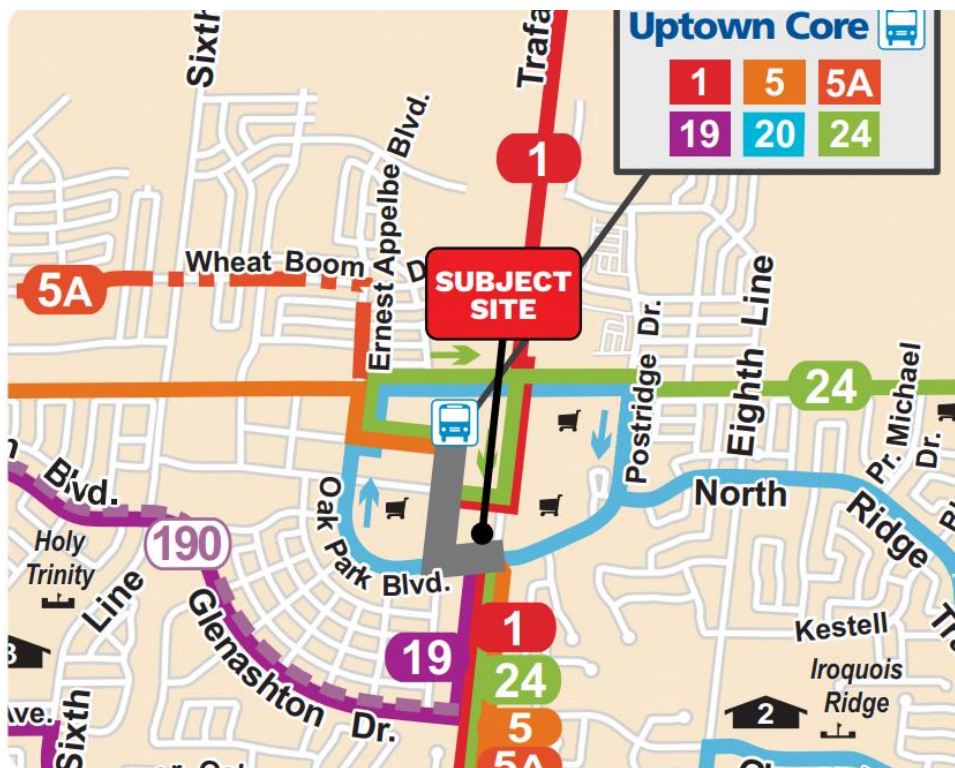 Uptown Core
1 5 5A
19 20 24
Sixth
Trafa
Ernest Appelbe Blvd.
1
Wheat Boom D
5A
SUBJECT
SITE
Postridge Dr.
Eighth Line
24
Pr. Michael
Dr.
Blvd.
North
Ridge
Oak
Park Blvd.
190
Holy
Trinity
Line
Glenashton Dr.
19
1
24
5
5A
Kestell
Iroquois
Ridge
2
Ave.
Sixth